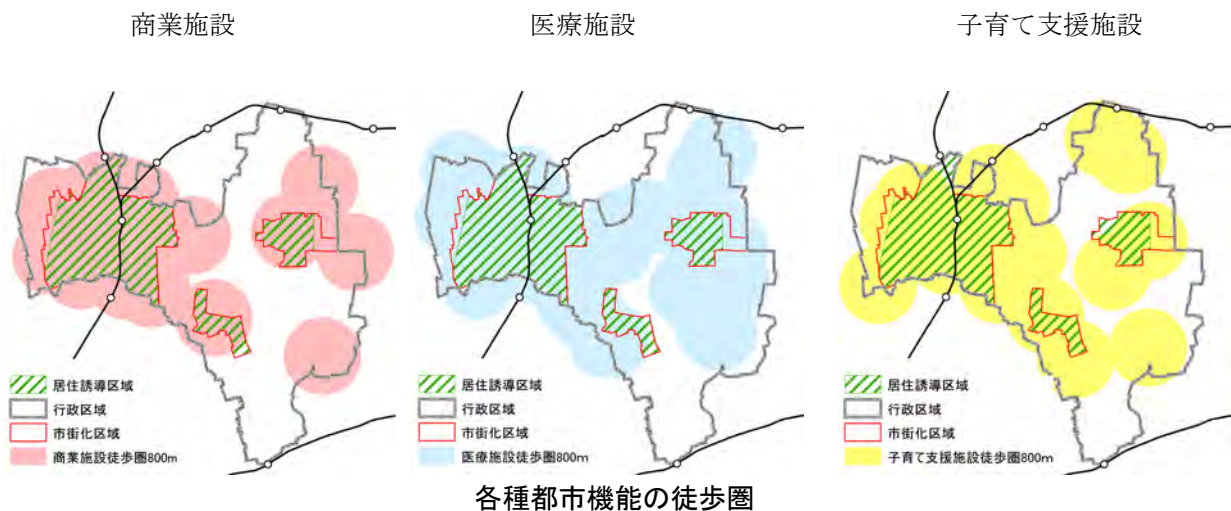 商業施設
医療施設
子育て支援施設
居住誘導区域
行政区域
市街化区域
商業施設徒歩圏800m
居住誘導区域
行政区域
市街化区域
医療施設徒歩圏800m
居住誘導区域
行政区域
市街化区域
子育て支援施設徒歩圏800m
各種都市機能の徒歩圏